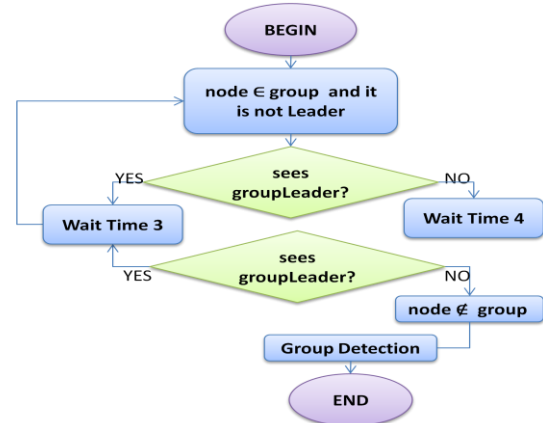 BEGIN
node ∈ group and it
is not Leader
YES
sees
groupLeader?
NO
Wait Time 3
Wait Time 4
sees
groupLeader?
YES
NO
node ∉ group
Group Detection
END